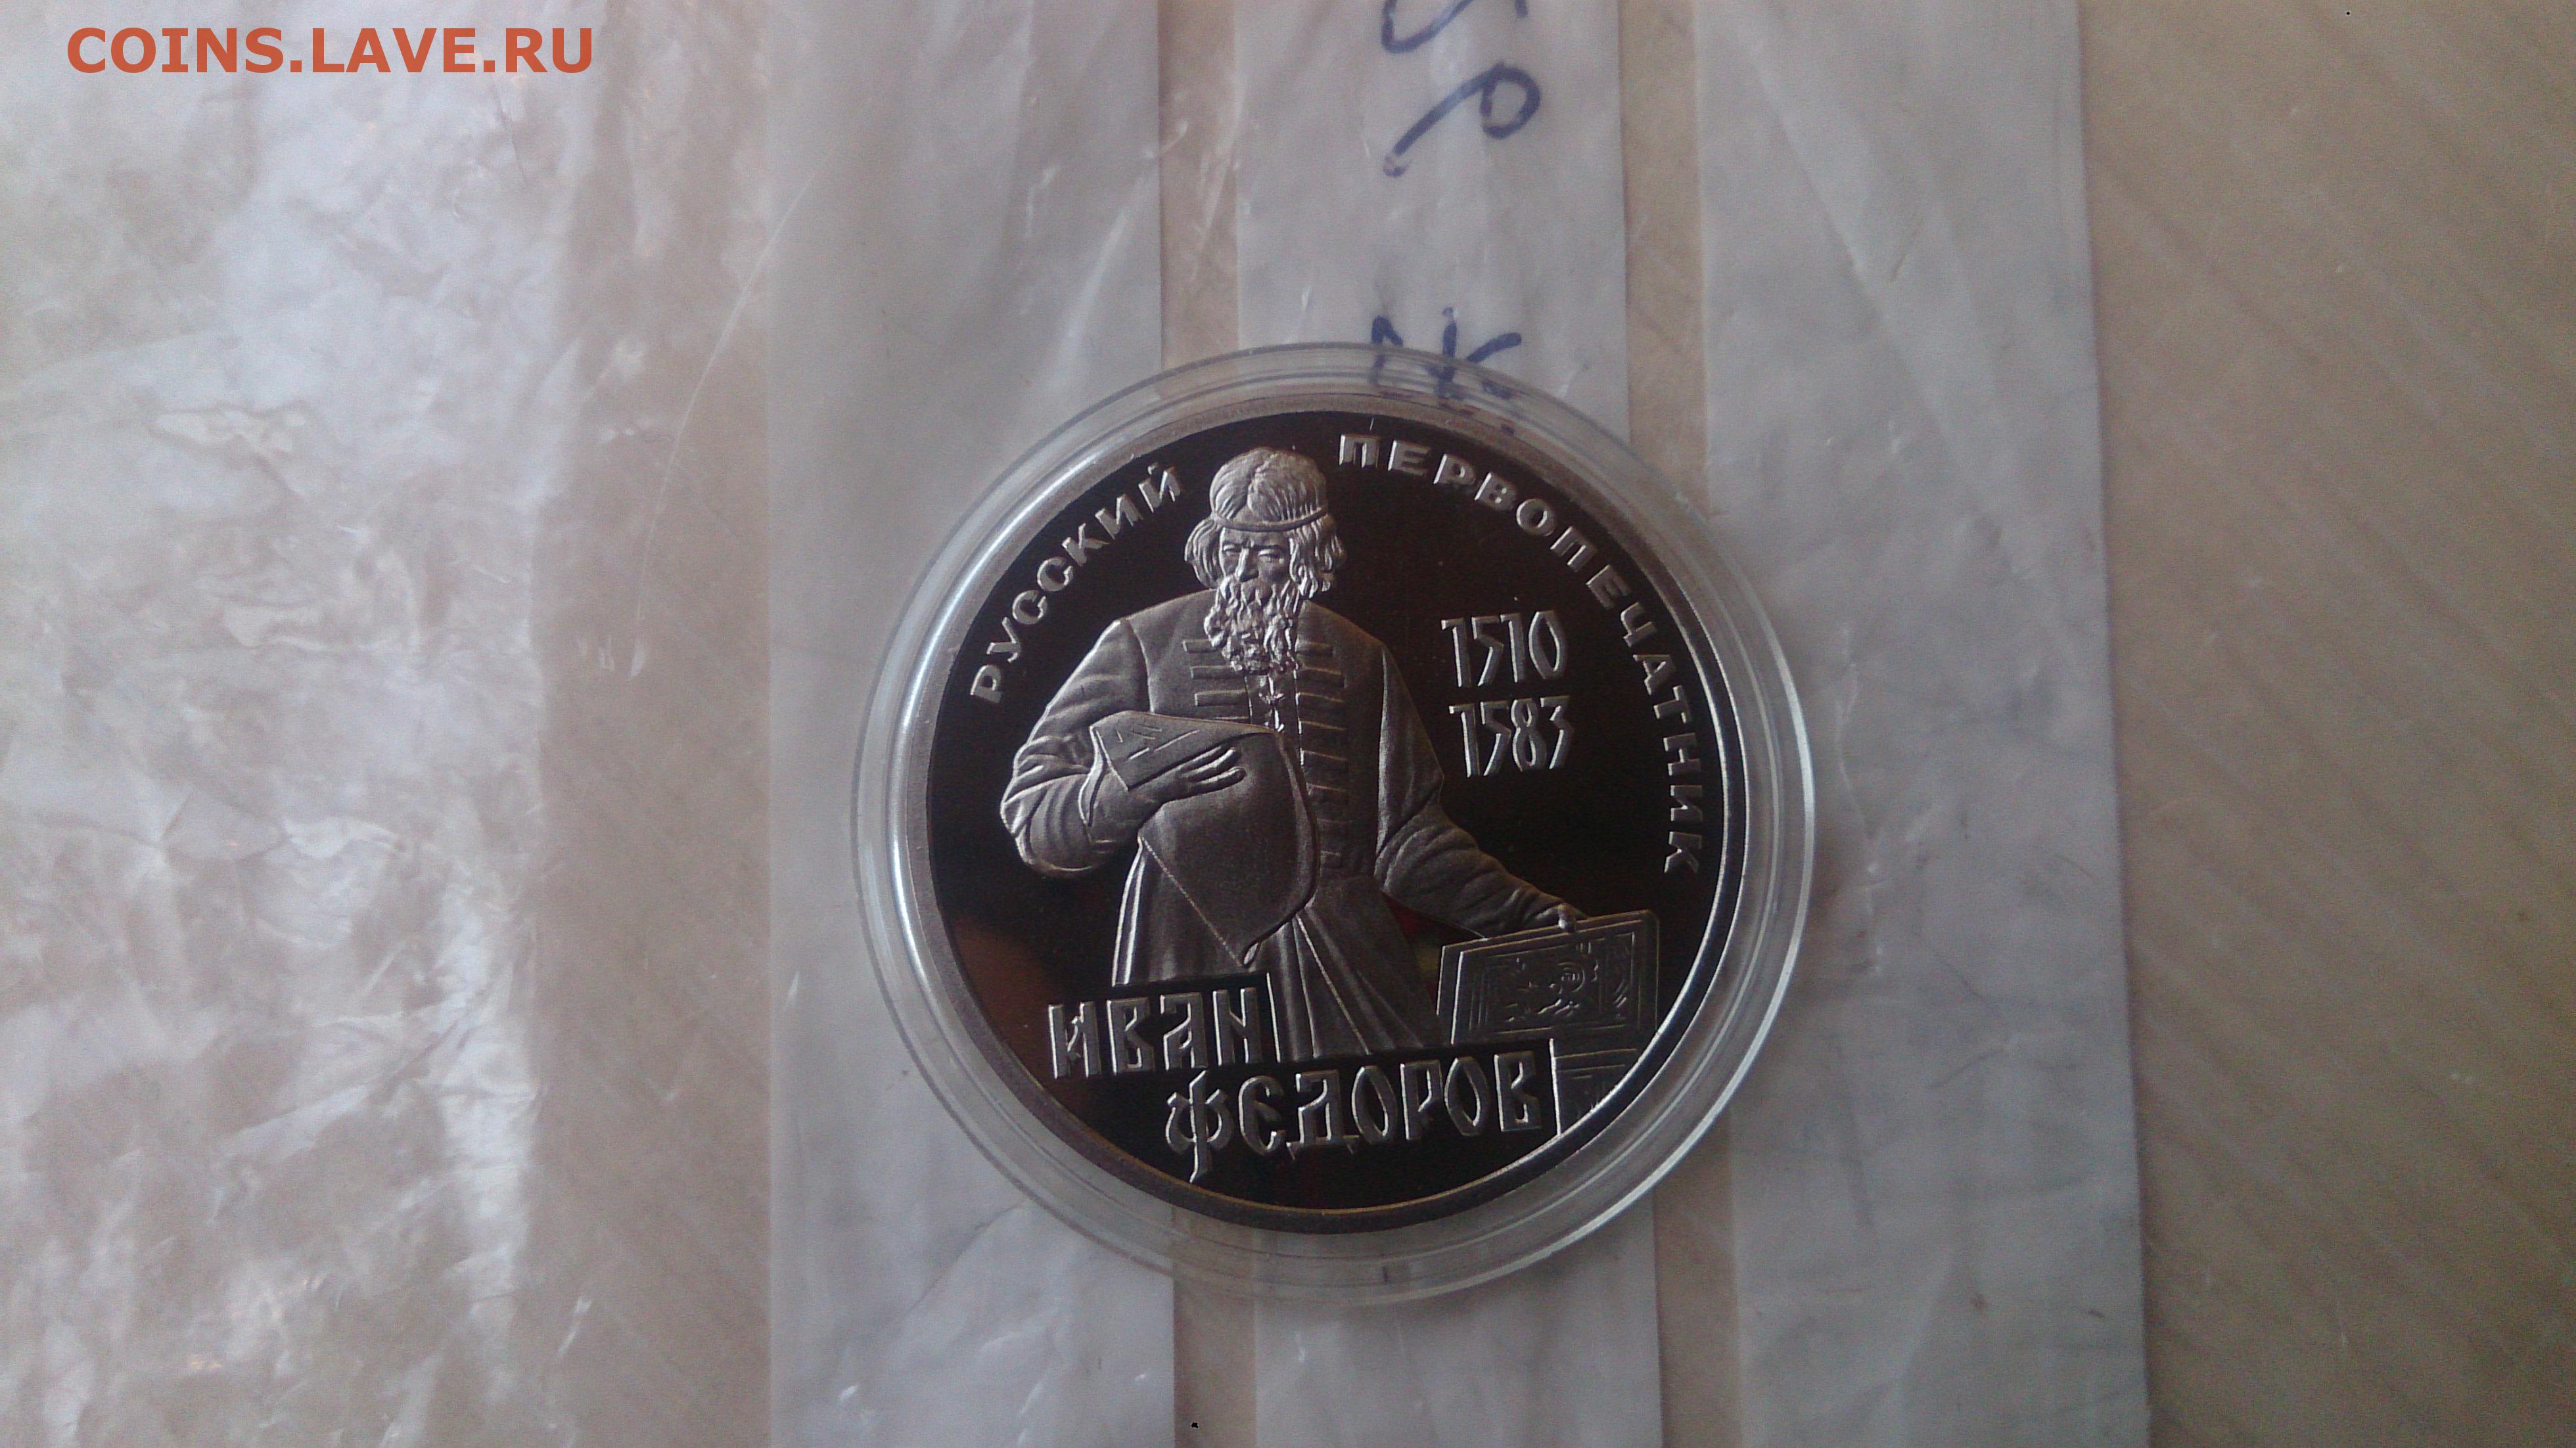 COINS.LAVE.RU
РУССКИЙ ПЕРВОПЕЧАТНИК
1510
1583
ИВАН
ФЕДОРОВ